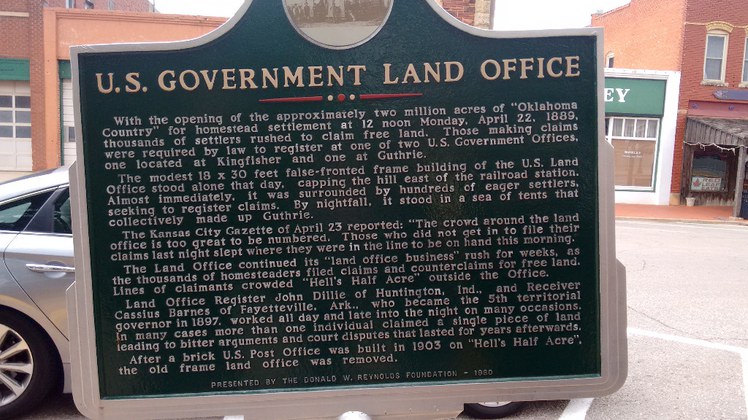 U.S. GOVERNMENT LAND OFFICE
With the opening of the approximately two million acres of "Oklahoma
Country" for homestead settlement at 12 noon Monday, April 22, 1889,
thousands of settlers rushed to claim free land. Those making claims
were required by law to register at one of two U.S. Government Offices,
one located at Kingfisher and one at Guthrie.
The modest 18 x 30 feet false-fronted frame building of the U.S. Land
Office stood alone that day, capping the hill east of the railroad station.
Almost immediately, it was surrounded by hundreds of eager settlers,
seeking to register claims. By nightfall, it stood in a sea of tents that
collectively made up Guthrie.
The Kansas City Gazette of April 23 reported: "The crowd around the land
office is too great to be numbered. Those who did not get in to file their
claims last night slept where they were in the line to be on hand this morning.
The Land Office continued its "land office business" rush for weeks, as
the thousands of homesteaders filed claims and counterclaims for free land.
Lines of claimants crowded "Hell's Half Acre" outside the Office.
Land Office Register John Dillie of Huntington, Ind., and Receiver
Cassius Barnes of Fayetteville, Ark., who became the 5th territorial
governor in 1897, worked all day and late into the night on many occasions.
In many cases more than one individual claimed a single piece of land
leading to bitter arguments and court disputes that lasted for years afterwards.
After a brick U.S. Post Office was built in 1903 on "Hell's Half Acre",
the old frame land office was removed.
PRESENTED BY THE DONALD W. REYNOLDS FOUNDATION - 1990
EY